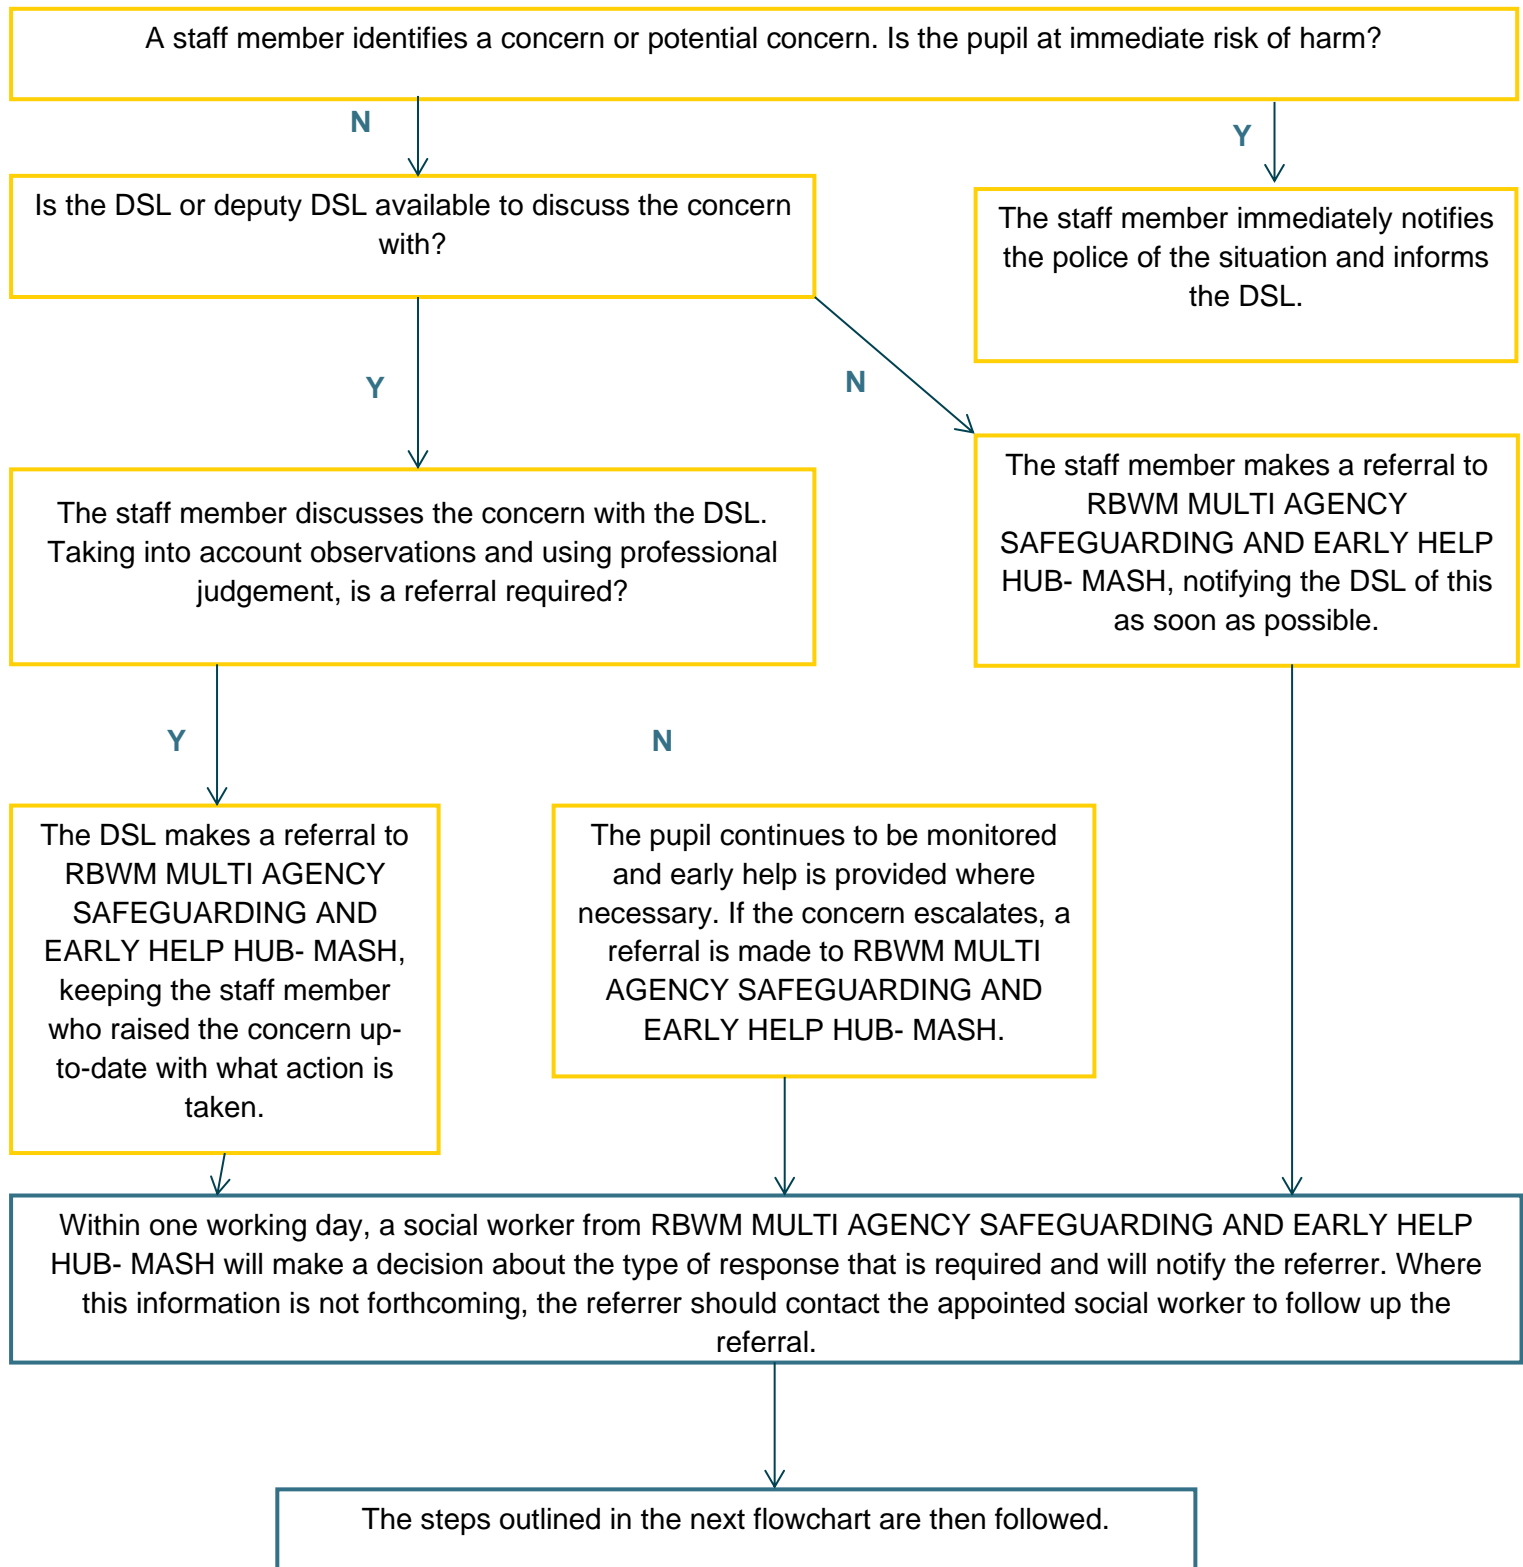 A staff member identifies a concern or potential concern. Is the pupil at immediate risk of harm?
N
Y
Is the DSL or deputy DSL available to discuss the concern
with?
The staff member immediately notifies
the police of the situation and informs
the DSL.
Y
N
The staff member discusses the concern with the DSL.
Taking into account observations and using professional
judgement, is a referral required?
The staff member makes a referral to
RBWM MULTI AGENCY
SAFEGUARDING AND EARLY HELP
HUB- MASH, notifying the DSL of this
as soon as possible.
Y
N
The DSL makes a referral to
RBWM MULTI AGENCY
SAFEGUARDING AND
EARLY HELP HUB- MASH,
keeping the staff member
who raised the concern up-
to-date with what action is
taken.
The pupil continues to be monitored
and early help is provided where
necessary. If the concern escalates, a
referral is made to RBWM MULTI
AGENCY SAFEGUARDING AND
EARLY HELP HUB- MASH.
Within one working day, a social worker from RBWM MULTI AGENCY SAFEGUARDING AND EARLY HELP
HUB- MASH will make a decision about the type of response that is required and will notify the referrer. Where
this information is not forthcoming, the referrer should contact the appointed social worker to follow up the
referral.
The steps outlined in the next flowchart are then followed.